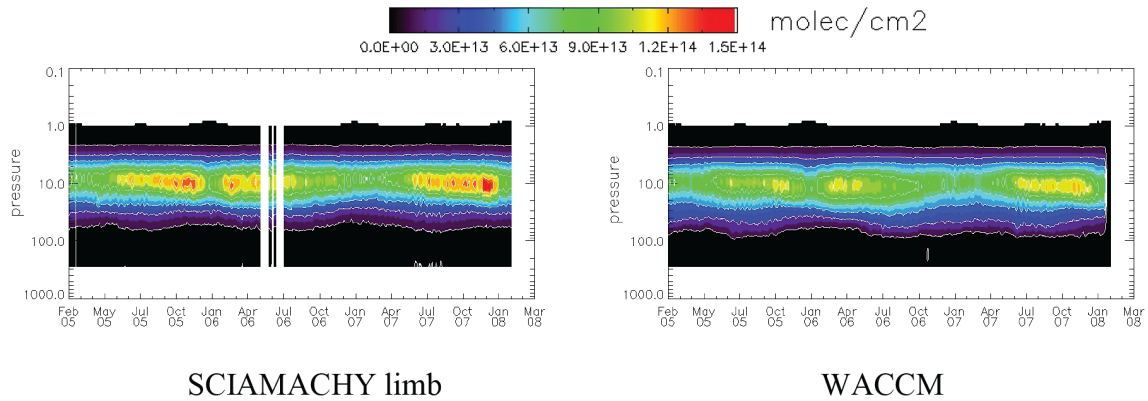 molec/cm2
0.0E+00 3.0E+13 6.0E+13 9.0E+13 1.2E+14 1.5E+14
0.1
1.0
10.0
100.0
1000.0
pressure
Feb May Jul Oct Jan Apr Jul Oct Jan Apr Jul Oct Jan Mar
05 05 05 05 06 06 06 06 07 07 07 07 08 08
SCIAMACHY limb
0.1
1.0
10.0
100.0
1000.0
pressure
Feb May Jul Oct Jan Apr Jul Oct Jan Apr Jul Oct Jan Mar
05 05 05 05 06 06 06 06 07 07 07 07 08 08
WACCM